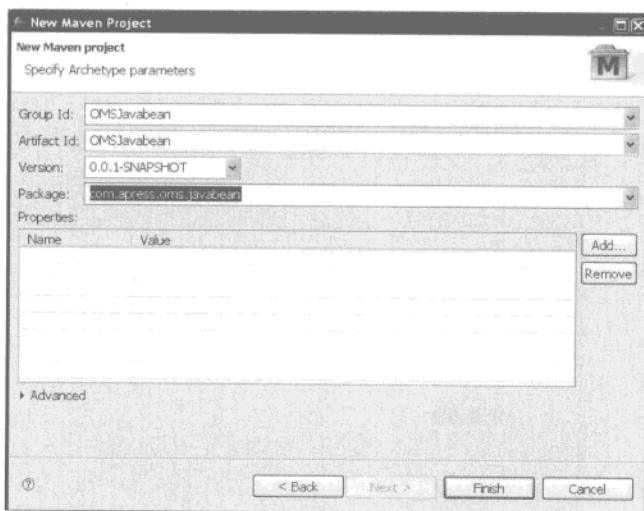 New Maven Project
New Maven project
Specify Archetype parameters
M
Group Id: OMSJavabean
Artifact Id: OMSJavabean
Version: 0.0.1-SNAPSHOT
Package: com.apress.oms.javabean
Properties:
Name Value
Add...
Remove
Advanced
?
< Back Next > Finish Cancel